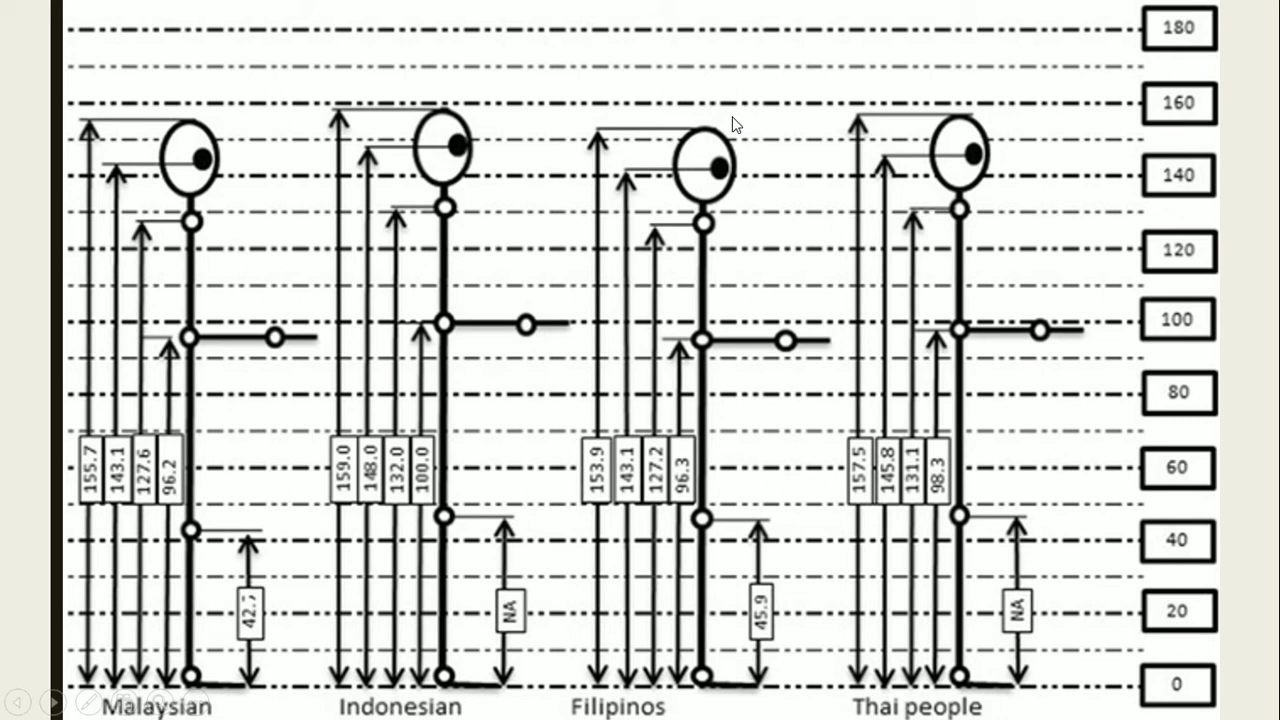 180
160
140
120
100
80
60
40
20
0
155.7 143.1 127.6 96.2
42.7
159.0 148.0 132.0 100.0
NA
153.9 143.1 127.2 96.3
45.9
157.5 145.8 131.1 98.3
NA
Malaysian Indonesian Filipinos Thai people